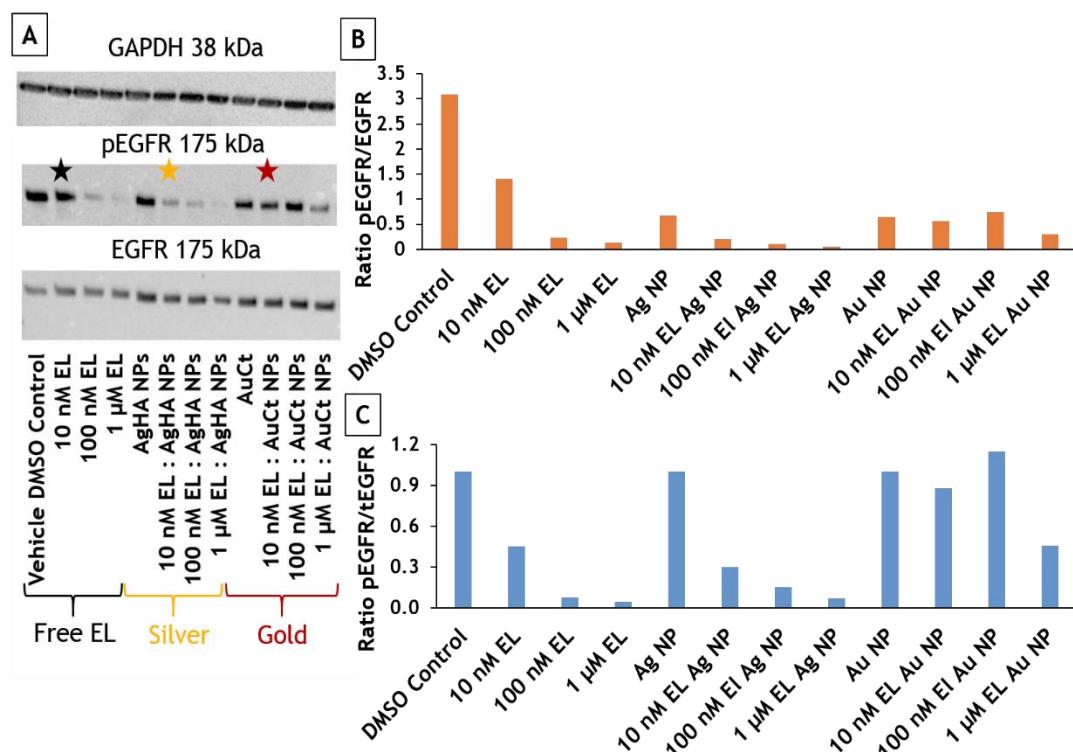 A
GAPDH 38 kDa
pEGFR 175 kDa
EGFR 175 kDa
Vehicle DMSO Control
10 nM EL
100 nM EL
1 µM EL
AgHA NPs
10 nM EL : AgHA NPs
100 nM EL : AgHA NPs
1 µM EL : AgHA NPs
AuCt
10 nM EL : AuCt NPs
100 nM EL : AuCt NPs
1 µM EL : AuCt NPs
Free EL
Silver
Gold
B
Ratio pEGFR/EGFR
3.5
3
2.5
2
1.5
1
0.5
0
DMSO Control
10 nM EL
100 nM EL
1 µM EL
Ag NP
10 nM EL Ag NP
100 nM El Ag NP
1 µM EL Ag NP
Au NP
10 nM EL Au NP
100 nM EL Au NP
1 µM EL Au NP
C
Ratio pEGFR/tEGFR
1.2
0.9
0.6
0.3
0.0
DMSO Control
10 nM EL
100 nM EL
1 µM EL
Ag NP
10 nM EL Ag NP
100 nM El Ag NP
1 µM EL Ag NP
Au NP
10 nM EL Au NP
100 nM EL Au NP
1 µM EL Au NP